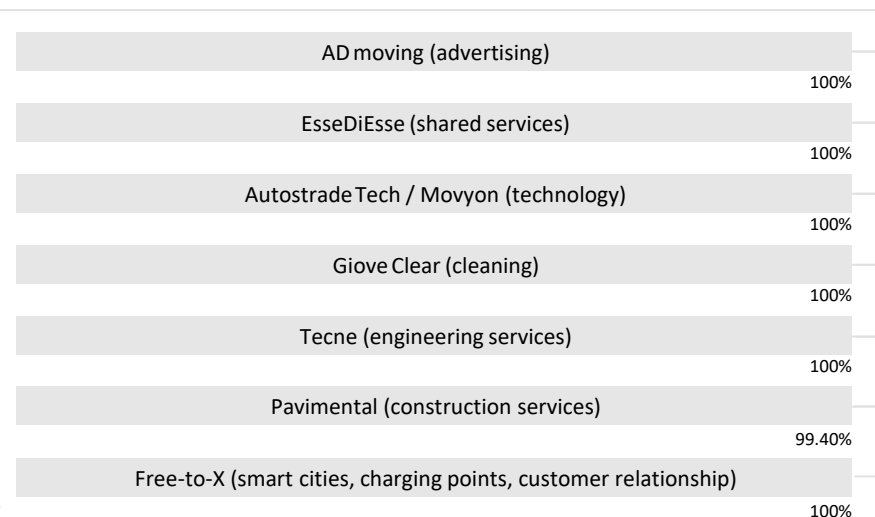 AD moving (advertising)
100%
EsseDiEsse (shared services)
100%
Autostrade Tech / Movyon (technology)
100%
Giove Clear (cleaning)
100%
Tecne (engineering services)
100%
Pavimental (construction services)
99.40%
Free-to-X (smart cities, charging points, customer relationship)
100%